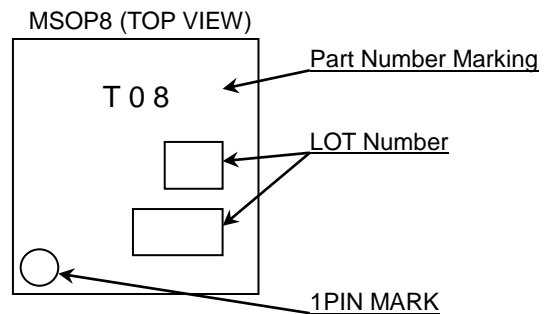 MSOP8 (TOP VIEW)
Part Number Marking
T 0 8
LOT Number
1PIN MARK